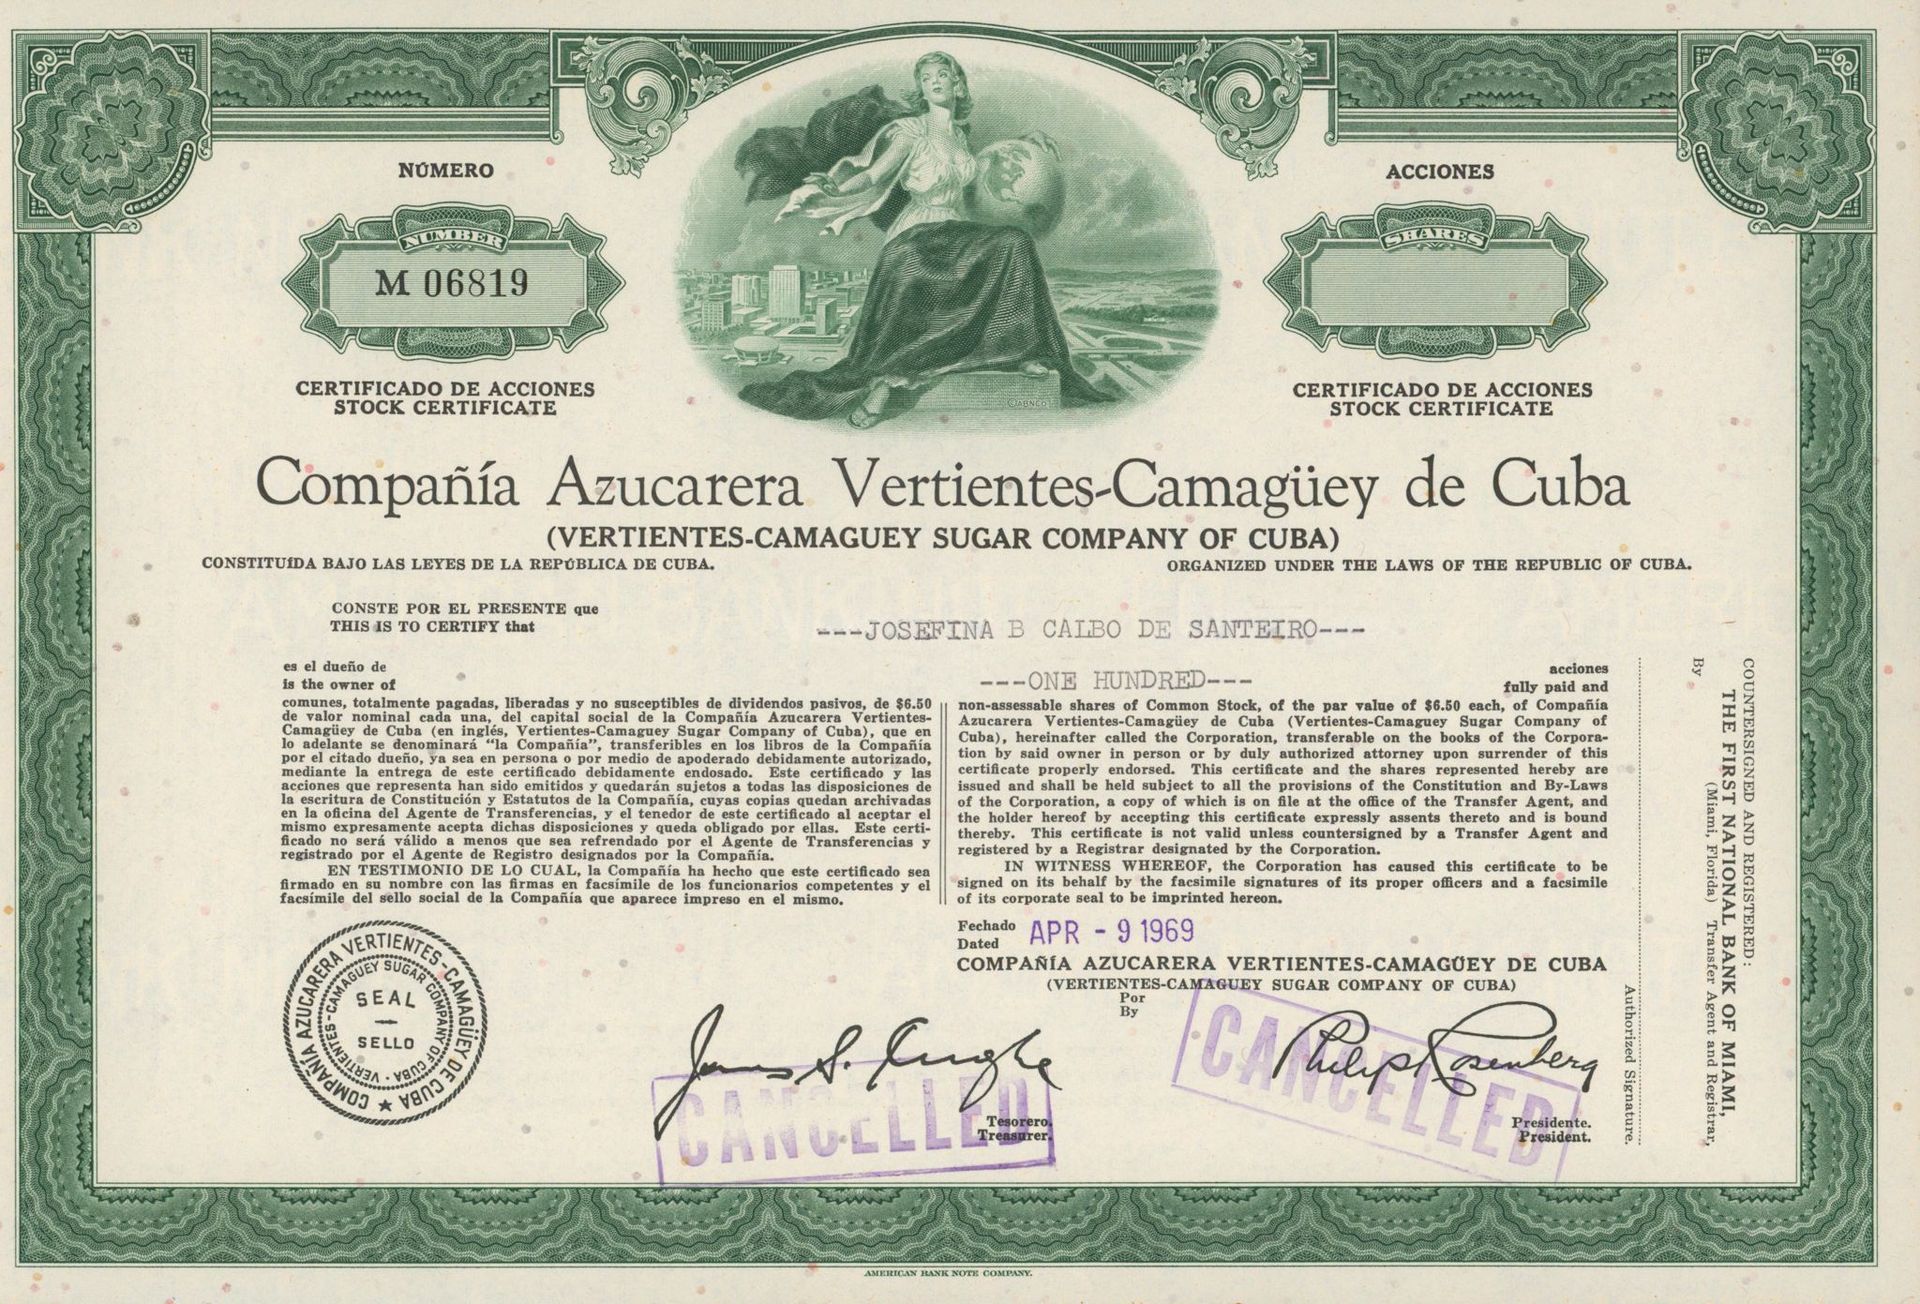 NÚMERO
NUMBER
M 06819
CERTIFICADO DE ACCIONES
STOCK CERTIFICATE
ACCIONES
SHARES
CERTIFICADO DE ACCIONES
STOCK CERTIFICATE
©ABNCO.
Compañía Azucarera Vertientes-Camagüey de Cuba
(VERTIENTES-CAMAGUEY SUGAR COMPANY OF CUBA)
CONSTITUÍDA BAJO LAS LEYES DE LA REPÚBLICA DE CUBA.
ORGANIZED UNDER THE LAWS OF THE REPUBLIC OF CUBA.
CONSTE POR EL PRESENTE que
THIS IS TO CERTIFY that
---JOSEFINA B CALBO DE SANTEIRO---
es el dueño de
is the owner of
---ONE HUNDRED---
acciones
fully paid and
comunes, totalmente pagadas, liberadas y no susceptibles de dividendos pasivos, de $6.50
de valor nominal cada una, del capital social de la Compañía Azucarera Vertientes-
Camagüey de Cuba (en inglés, Vertientes-Camaguey Sugar Company of Cuba), que en
lo adelante se denominará “la Compañía”, transferibles en los libros de la Compañía
por el citado dueño, ya sea en persona o por medio de apoderado debidamente autorizado,
mediante la entrega de este certificado debidamente endosado. Este certificado y las
acciones que representa han sido emitidos y quedarán sujetos a todas las disposiciones de
la escritura de Constitución y Estatutos de la Compañía, cuyas copias quedan archivadas
en la oficina del Agente de Transferencias, y el tenedor de este certificado al aceptar el
mismo expresamente acepta dichas disposiciones y queda obligado por ellas. Este certi-
ficado no será válido a menos que sea refrendado por el Agente de Transferencias y
registrado por el Agente de Registro designados por la Compañía.
EN TESTIMONIO DE LO CUAL, la Compañía ha hecho que este certificado sea
firmado en su nombre con las firmas en facsímile de los funcionarios competentes y el
facsímile del sello social de la Compañía que aparece impreso en el mismo.
non-assessable shares of Common Stock, of the par value of $6.50 each, of Compañía
Azucarera Vertientes-Camagüey de Cuba (Vertientes-Camaguey Sugar Company of
Cuba), hereinafter called the Corporation, transferable on the books of the Corpora-
tion by said owner in person or by duly authorized attorney upon surrender of this
certificate properly endorsed. This certificate and the shares represented hereby are
issued and shall be held subject to all the provisions of the Constitution and By-Laws
of the Corporation, a copy of which is on file at the office of the Transfer Agent, and
the holder hereof by accepting this certificate expressly assents thereto and is bound
thereby. This certificate is not valid unless countersigned by a Transfer Agent and
registered by a Registrar designated by the Corporation.
IN WITNESS WHEREOF, the Corporation has caused this certificate to be
signed on its behalf by the facsimile signatures of its proper officers and a facsimile
of its corporate seal to be imprinted hereon.
Fechado
Dated
APR - 9 1969
COMPAÑÍA AZUCARERA VERTIENTES-CAMAGÜEY DE CUBA
(VERTIENTES-CAMAGUEY SUGAR COMPANY OF CUBA)
Por
By
COMPAÑÍA AZUCARERA VERTIENTES-CAMAGÜEY DE CUBA
VERTIENTES-CAMAGUEY SUGAR COMPANY OF CUBA
SEAL
SELLO
CANCELLED
Tesorero.
Treasurer.
Philip Rosenberg
CANCELLED
Presidente.
President.
COUNTERSIGNED AND REGISTERED:
THE FIRST NATIONAL BANK OF MIAMI,
(Miami, Florida) Transfer Agent and Registrar,
By
Authorized Signature.
AMERICAN BANK NOTE COMPANY.